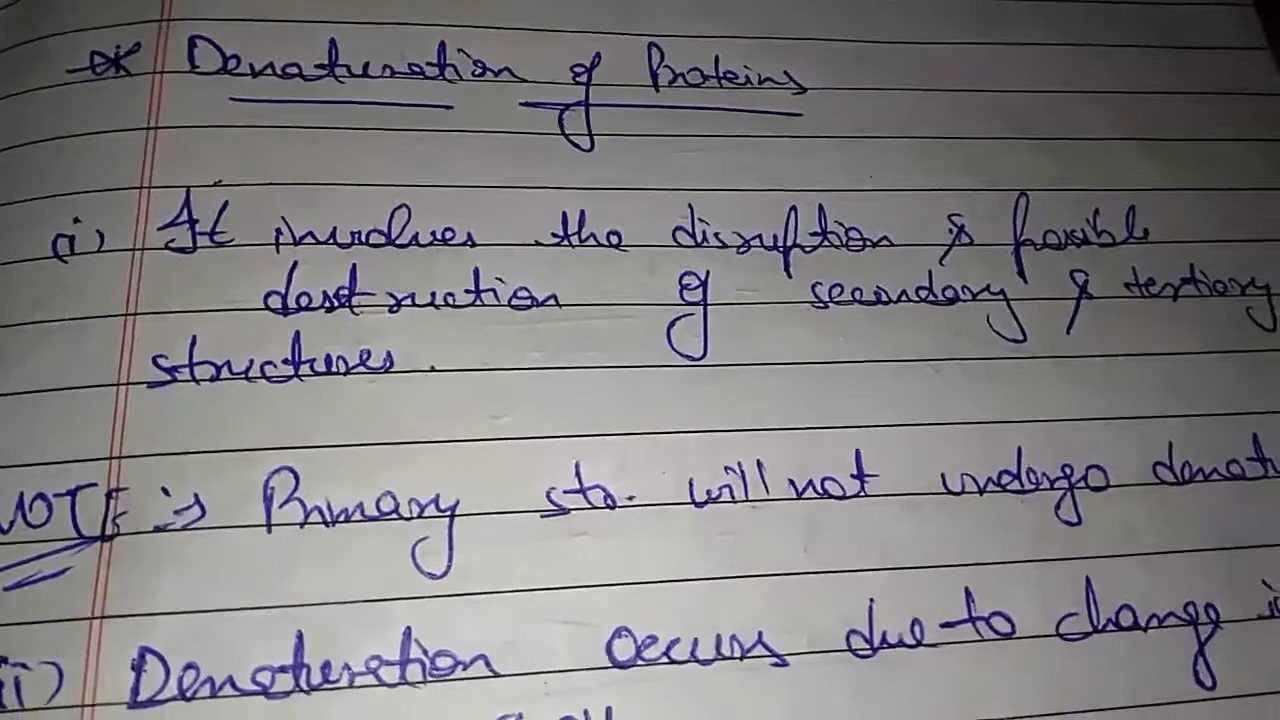 * Denaturation of Proteins
(i) It involves the disruption & possible
destruction of secondary & tertiary
structures.
NOTE :→ Primary str. will not undergo denat
ii) Denaturation occurs due to change i